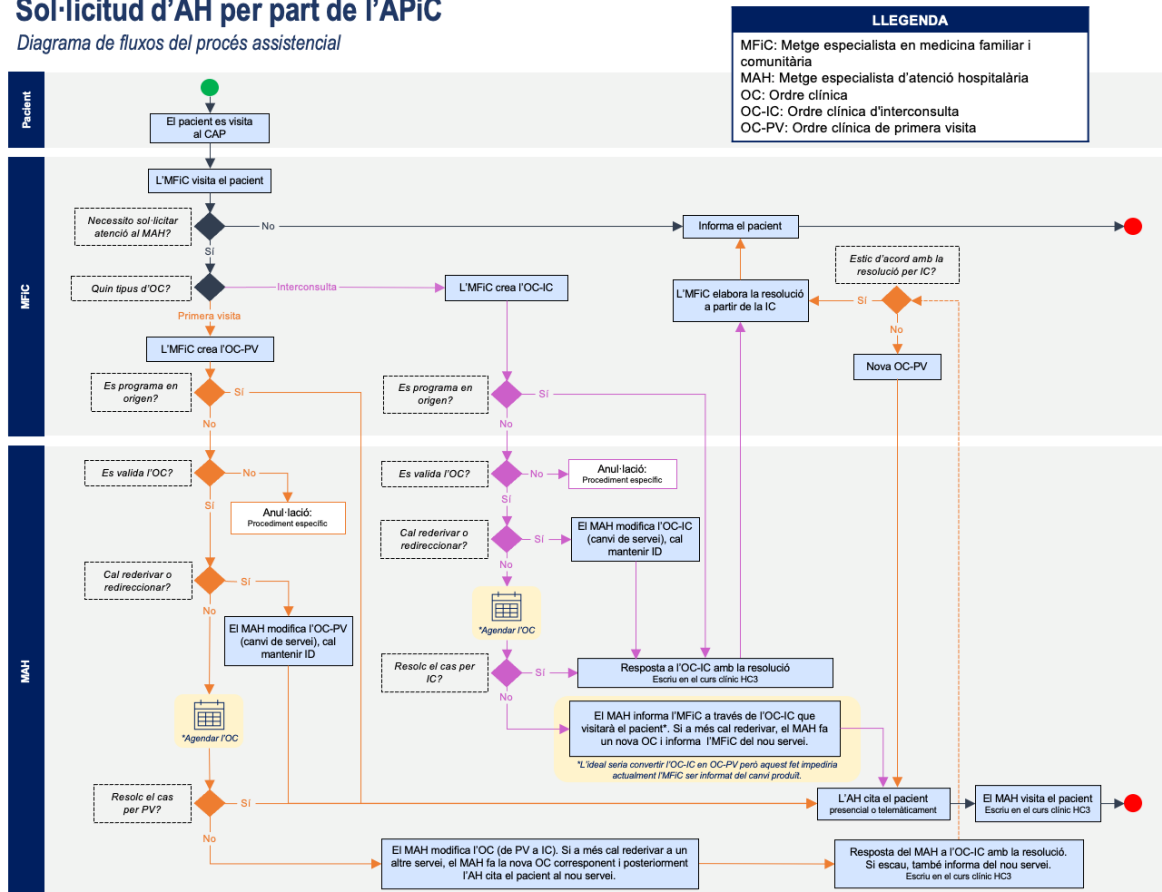 Sol·licitud d'AH per part de l'APiC
Diagrama de fluxos del procés assistencial
LLEGENDA
MFiC: Metge especialista en medicina familiar i
comunitària
MAH: Metge especialista d'atenció hospitalària
OC: Ordre clínica
OC-IC: Ordre clínica d'interconsulta
OC-PV: Ordre clínica de primera visita
Pacient
El pacient es visita
al CAP
MFiC
L'MFiC visita el pacient
Necessito sol·licitar
atenció al MAH?
No
Informa el pacient
Sí
Estic d'acord amb la
resolució per IC?
Quin tipus d'OC?
Interconsulta
L'MFiC crea l'OC-IC
L'MFiC elabora la resolució
a partir de la IC
Sí
Primera visita
No
L'MFiC crea l'OC-PV
Nova OC-PV
Es programa en
origen?
Sí
Es programa en
origen?
Sí
No
No
MAH
Es valida l'OC?
No
Es valida l'OC?
No
Anul·lació:
Procediment específic
Sí
Anul·lació:
Procediment específic
Sí
Cal rederivar o
redireccionar?
Sí
El MAH modifica l'OC-IC
(canvi de servei), cal
mantenir ID
No
Cal rederivar o
redireccionar?
Sí
No
El MAH modifica l'OC-PV
(canvi de servei), cal
mantenir ID
*Agendar l'OC
Resolc el cas per
IC?
Sí
Resposta a l'OC-IC amb la resolució
Escriu en el curs clínic HC3
No
El MAH informa l'MFiC a través de l'OC-IC que
visitarà el pacient*. Si a més cal rederivar, el MAH fa
un nova OC i informa l'MFiC del nou servei.
*L'ideal seria convertir l'OC-IC en OC-PV però aquest fet impediria
actualment l'MFiC ser informat del canvi produït.
*Agendar l'OC
Resolc el cas
per PV?
Sí
L'AH cita el pacient
presencial o telemàticament
El MAH visita el pacient
Escriu en el curs clínic HC3
No
El MAH modifica l'OC (de PV a IC). Si a més cal rederivar a un
altre servei, el MAH fa la nova OC corresponent i posteriorment
l'AH cita el pacient al nou servei.
Resposta del MAH a l'OC-IC amb la resolució.
Si escau, també informa del nou servei.
Escriu en el curs clínic HC3